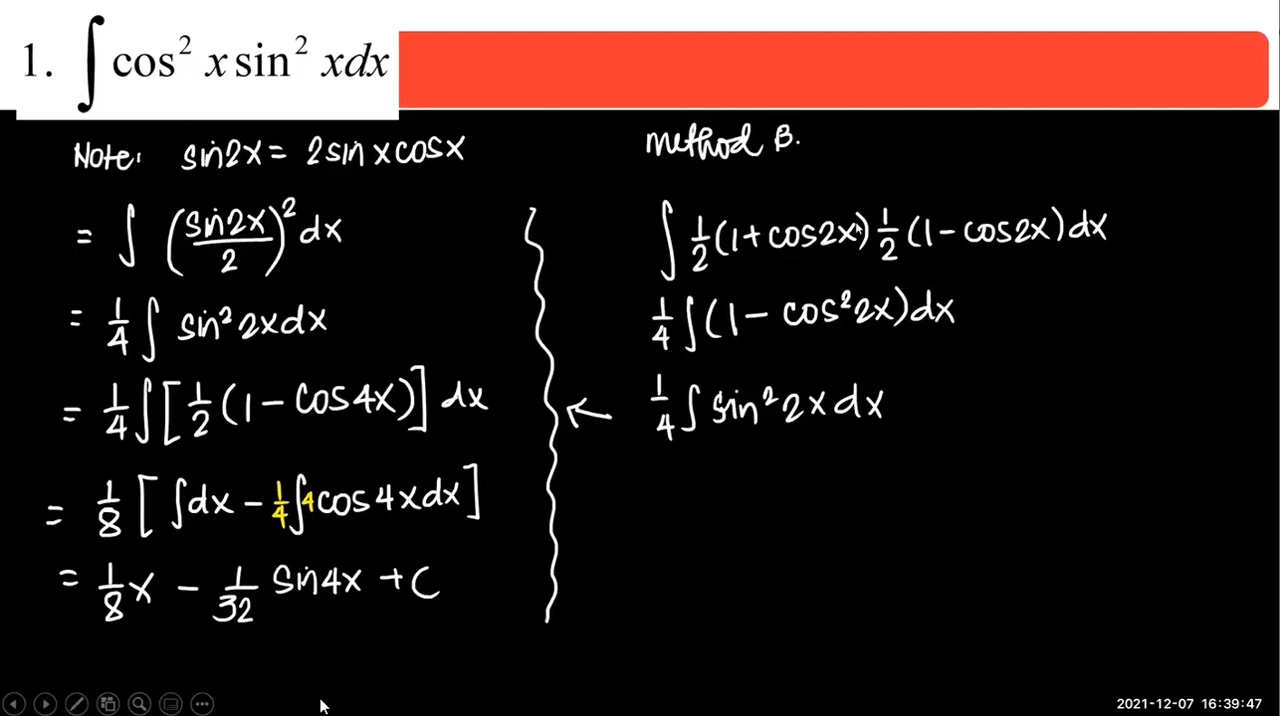 1. ∫ cos² x sin² xdx
Note: sin2x = 2sinxcosx
= ∫ (sin2x/2)² dx
= 1/4 ∫ sin² 2xdx
= 1/4 ∫ [1/2 (1 - cos4x)] dx
= 1/8 [∫dx - 1/4 ∫4cos4xdx]
= 1/8 x - 1/32 sin4x + C
method B.
∫ 1/2 (1 + cos2x) 1/2 (1 - cos2x) dx
1/4 ∫ (1 - cos² 2x) dx
← 1/4 ∫ sin² 2x dx
2021-12-07 16:39:47